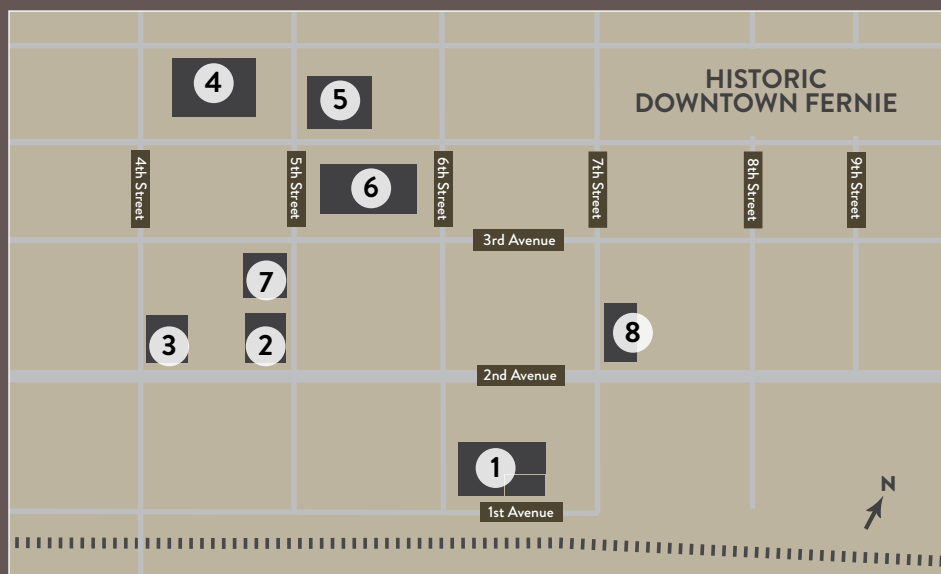 4
5
HISTORIC
DOWNTOWN FERNIE
4th Street
5th Street
6
6th Street
7th Street
8th Street
9th Street
3rd Avenue
7
3
2
8
2nd Avenue
1
N
1st Avenue